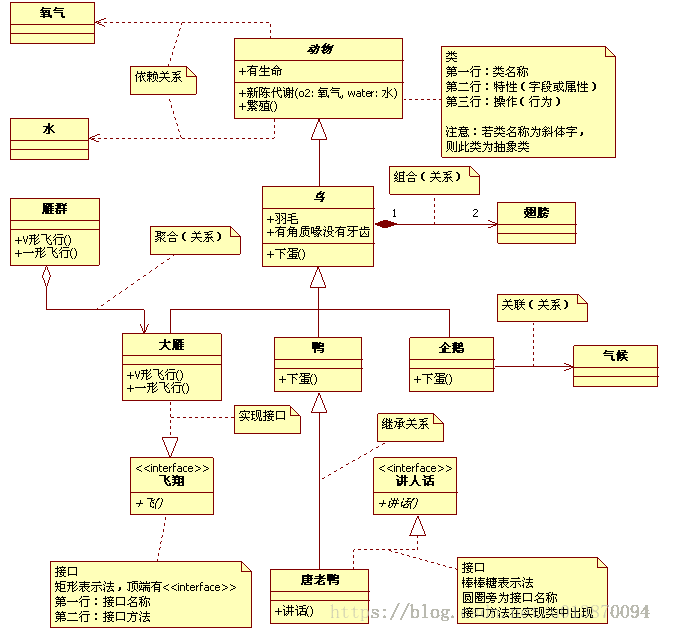 氧气
动物
+有生命
+新陈代谢(o2: 氧气, water: 水)
+繁殖()
依赖关系
水
类
第一行：类名称
第二行：特性（字段或属性）
第三行：操作（行为）
注意：若类名称为斜体字，
则此类为抽象类
雁群
+V形飞行()
+一形飞行()
聚合（关系）
鸟
+羽毛
+有角质喙没有牙齿
+下蛋()
组合（关系）
1
2
翅膀
大雁
+V形飞行()
+一形飞行()
鸭
+下蛋()
企鹅
+下蛋()
关联（关系）
气候
实现接口
继承关系
<<interface>>
飞翔
+飞()
<<interface>>
讲人话
+讲话()
接口
矩形表示法，顶端有<<interface>>
第一行：接口名称
第二行：接口方法
唐老鸭
+讲话()
接口
棒棒糖表示法
圆圈旁为接口名称
接口方法在实现类中出现
https://blog.
870094